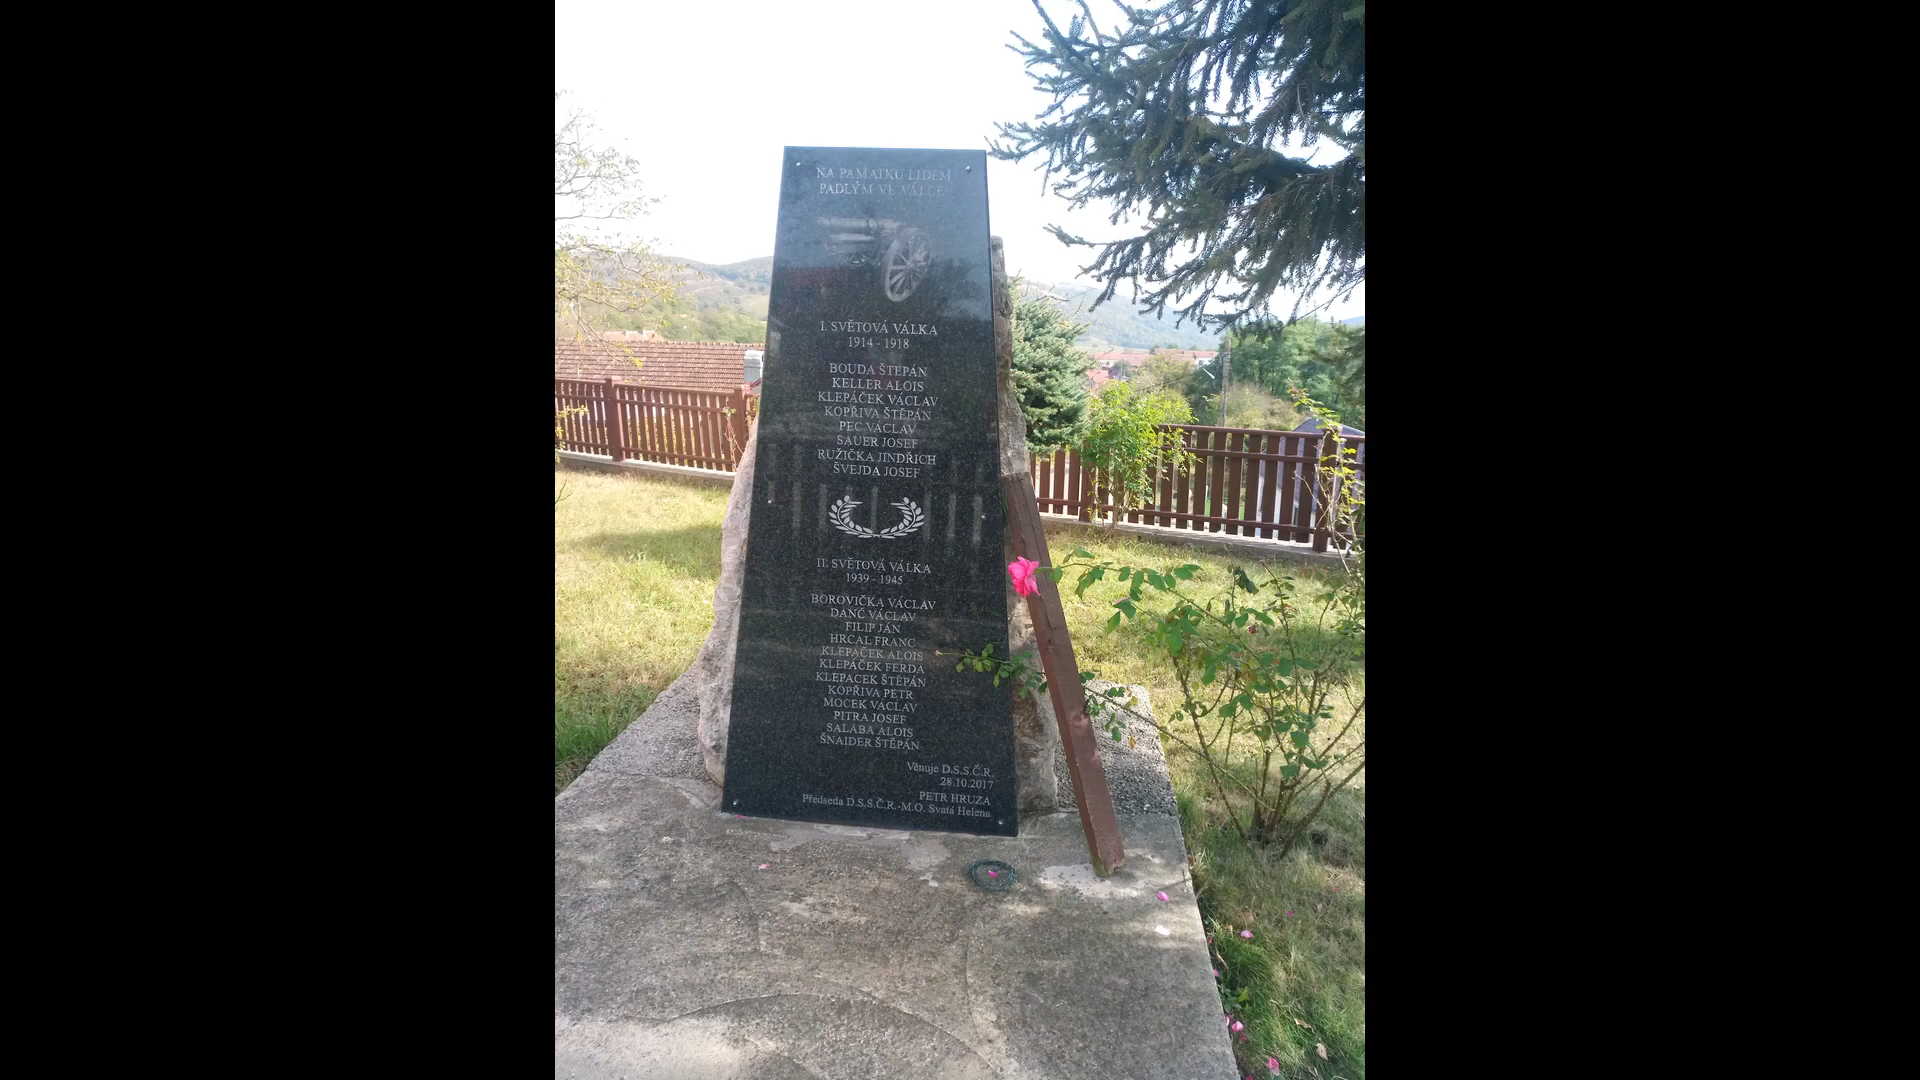 NA PAMÁTKU LIDEM
PADLÝM VE VÁLCE
I. SVĚTOVÁ VÁLKA
1914 - 1918
BOUDA ŠTEPÁN
KELLER ALOIS
KLEPÁČEK VÁCLAV
KOPŘIVA ŠTĚPÁN
PEC VÁCLAV
SAUER JOSEF
RUŽIČKA JINDŘICH
ŠVEJDA JOSEF
II. SVĚTOVÁ VÁLKA
1939 - 1945
BOROVIČKA VÁCLAV
DANČ VÁCLAV
FILIP JÁN
HRCAL FRANC
KLEPÁČEK ALOIS
KLEPÁČEK FERDA
KLEPACEK ŠTĚPÁN
KOPŘIVA PETR
MOCEK VÁCLAV
PITRA JOSEF
SALABA ALOIS
ŠNAIDER ŠTĚPÁN
Věnuje D.S.S.Č.R.
28.10.2017
PETR HRUZA
Předseda D.S.S.Č.R.-M.O. Svatá Helena